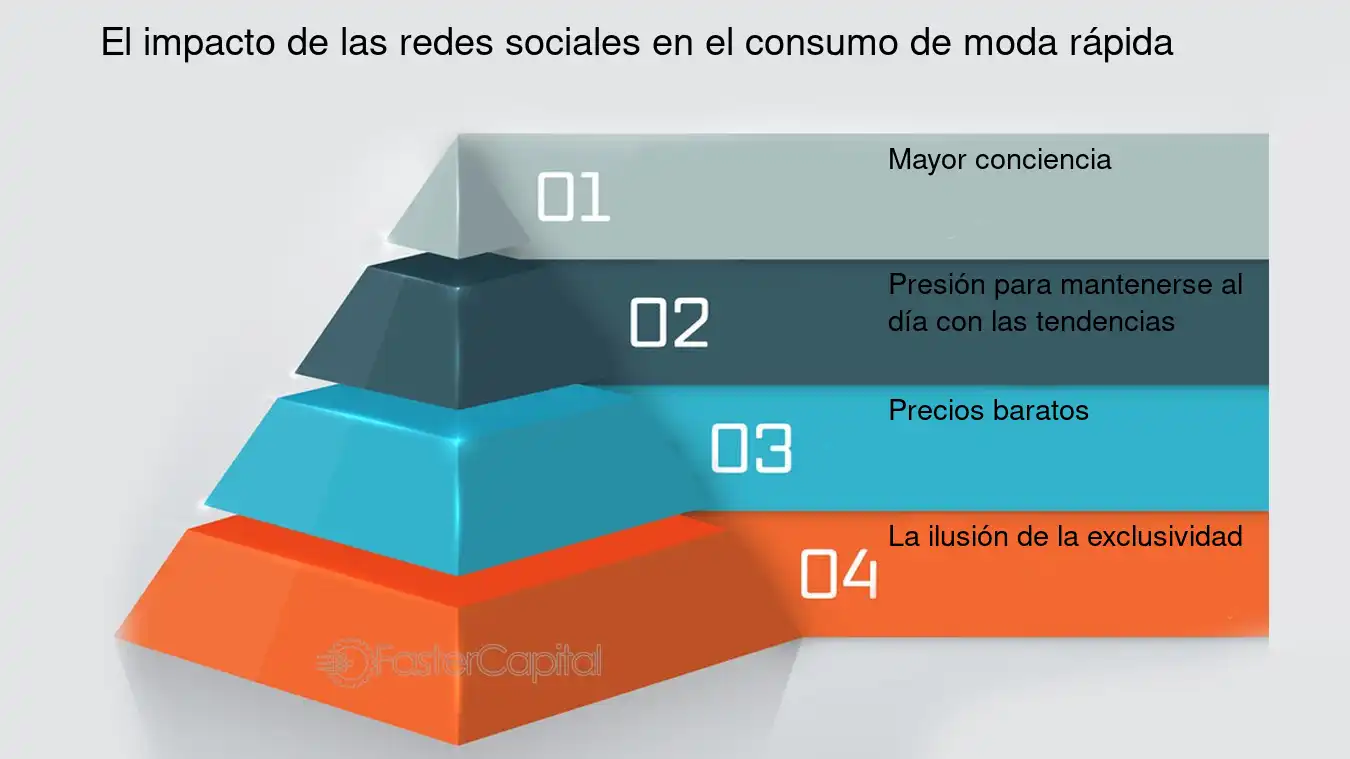 El impacto de las redes sociales en el consumo de moda rápida
01
Mayor conciencia
02
Presión para mantenerse al
día con las tendencias
03
Precios baratos
04
La ilusión de la exclusividad
FasterCapital